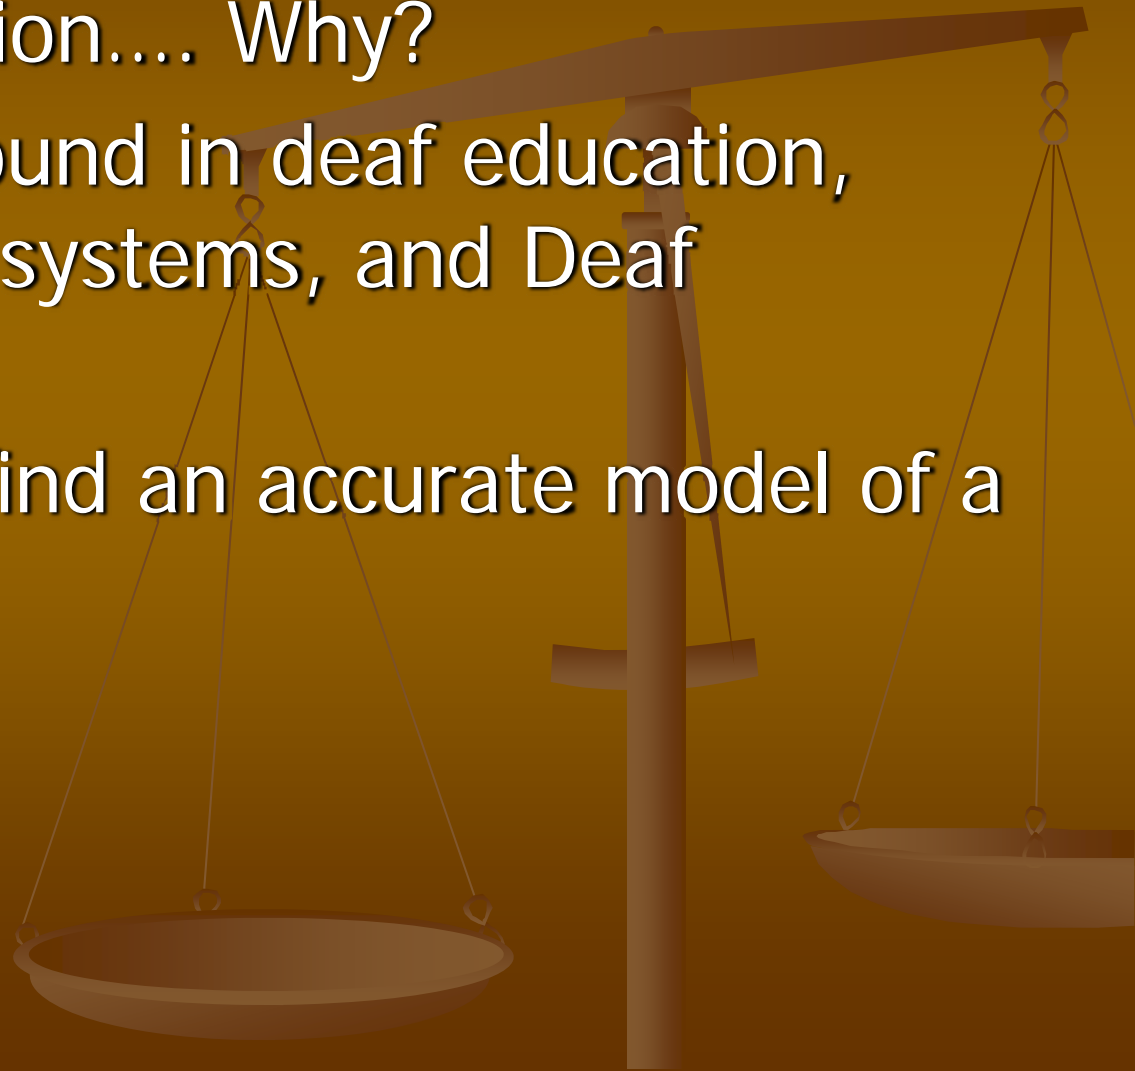 ion.... Why?
ound in deaf education,
systems, and Deaf
ind an accurate model of a